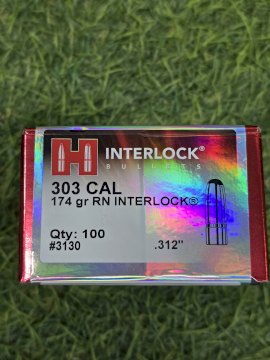 H INTERLOCK®
BULLETS
303 CAL
174 gr RN INTERLOCK®
Qty: 100
#3130 .312"